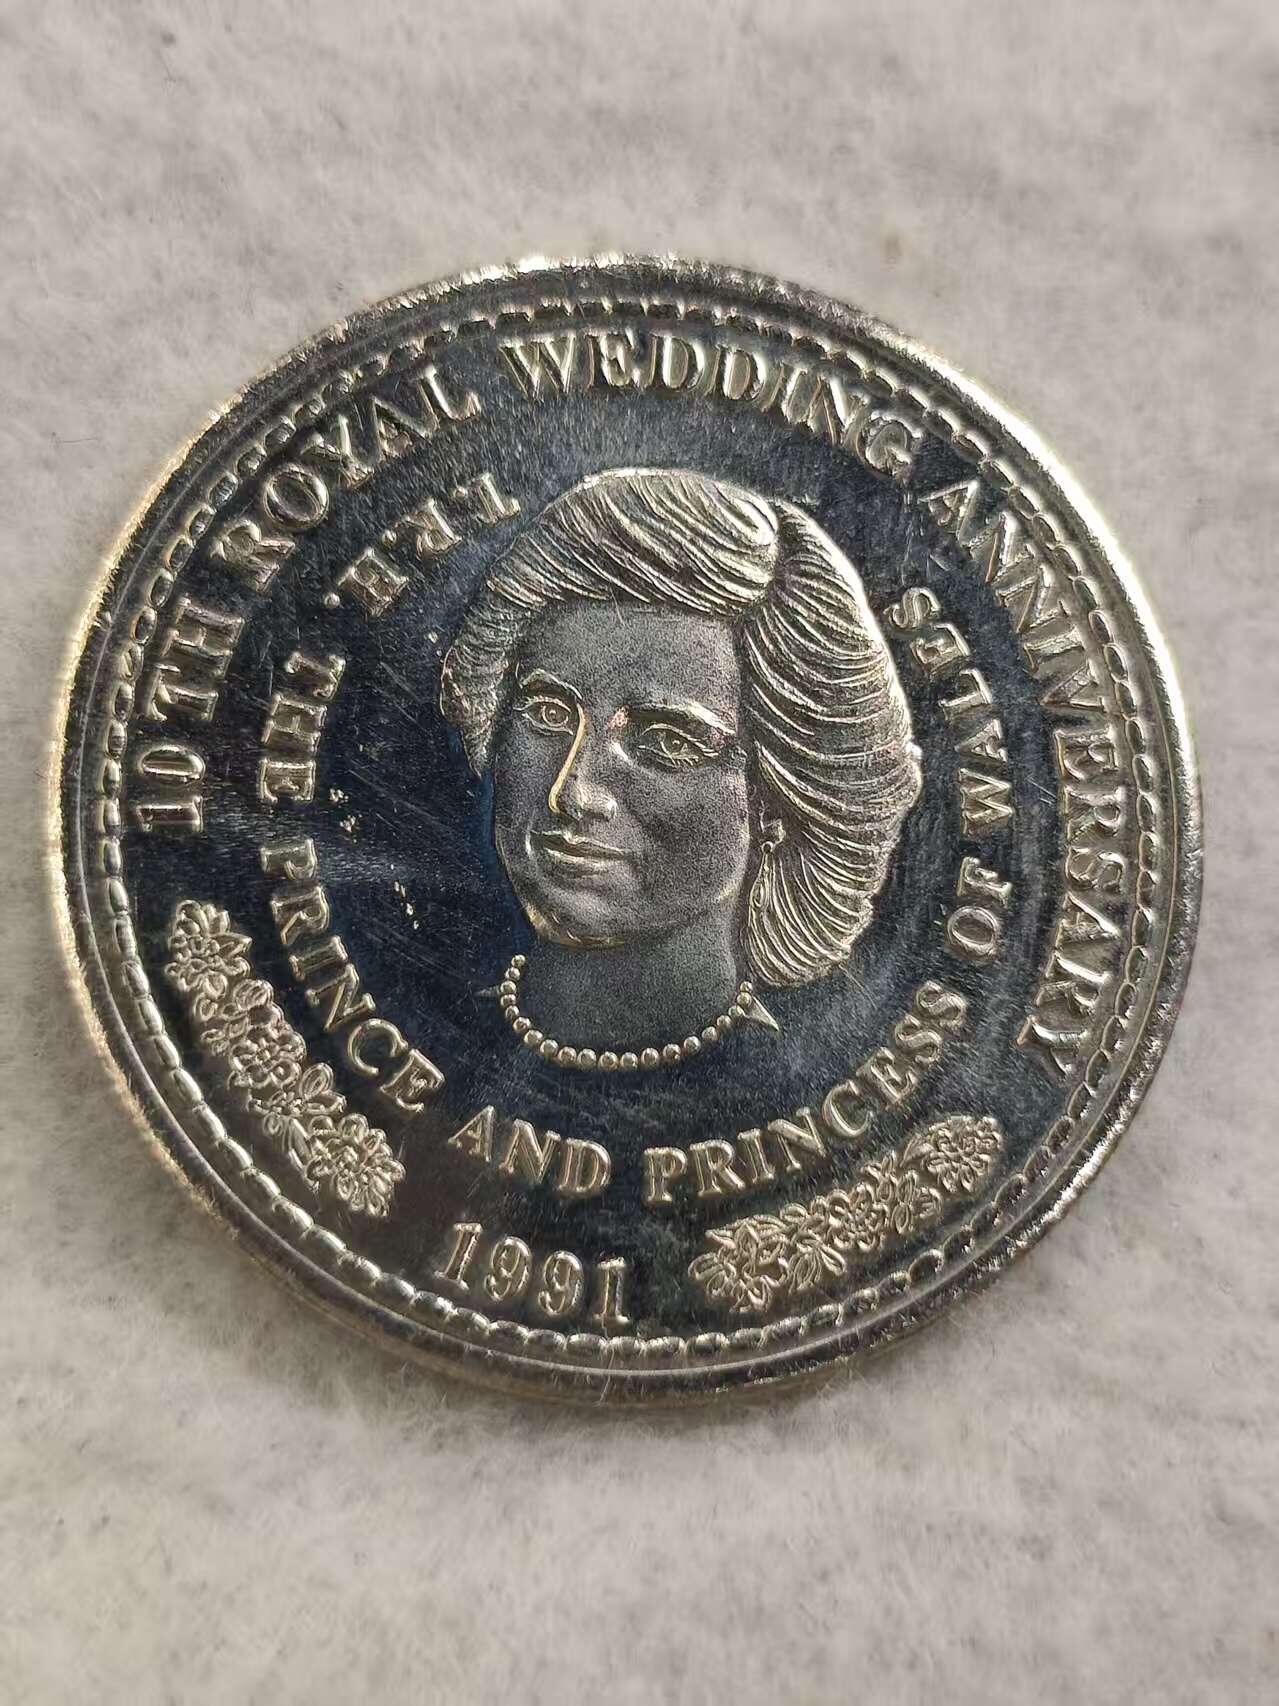 10TH ROYAL WEDDING ANNIVERSARY
T.R.H. THE PRINCE AND PRINCESS OF WALES
1991